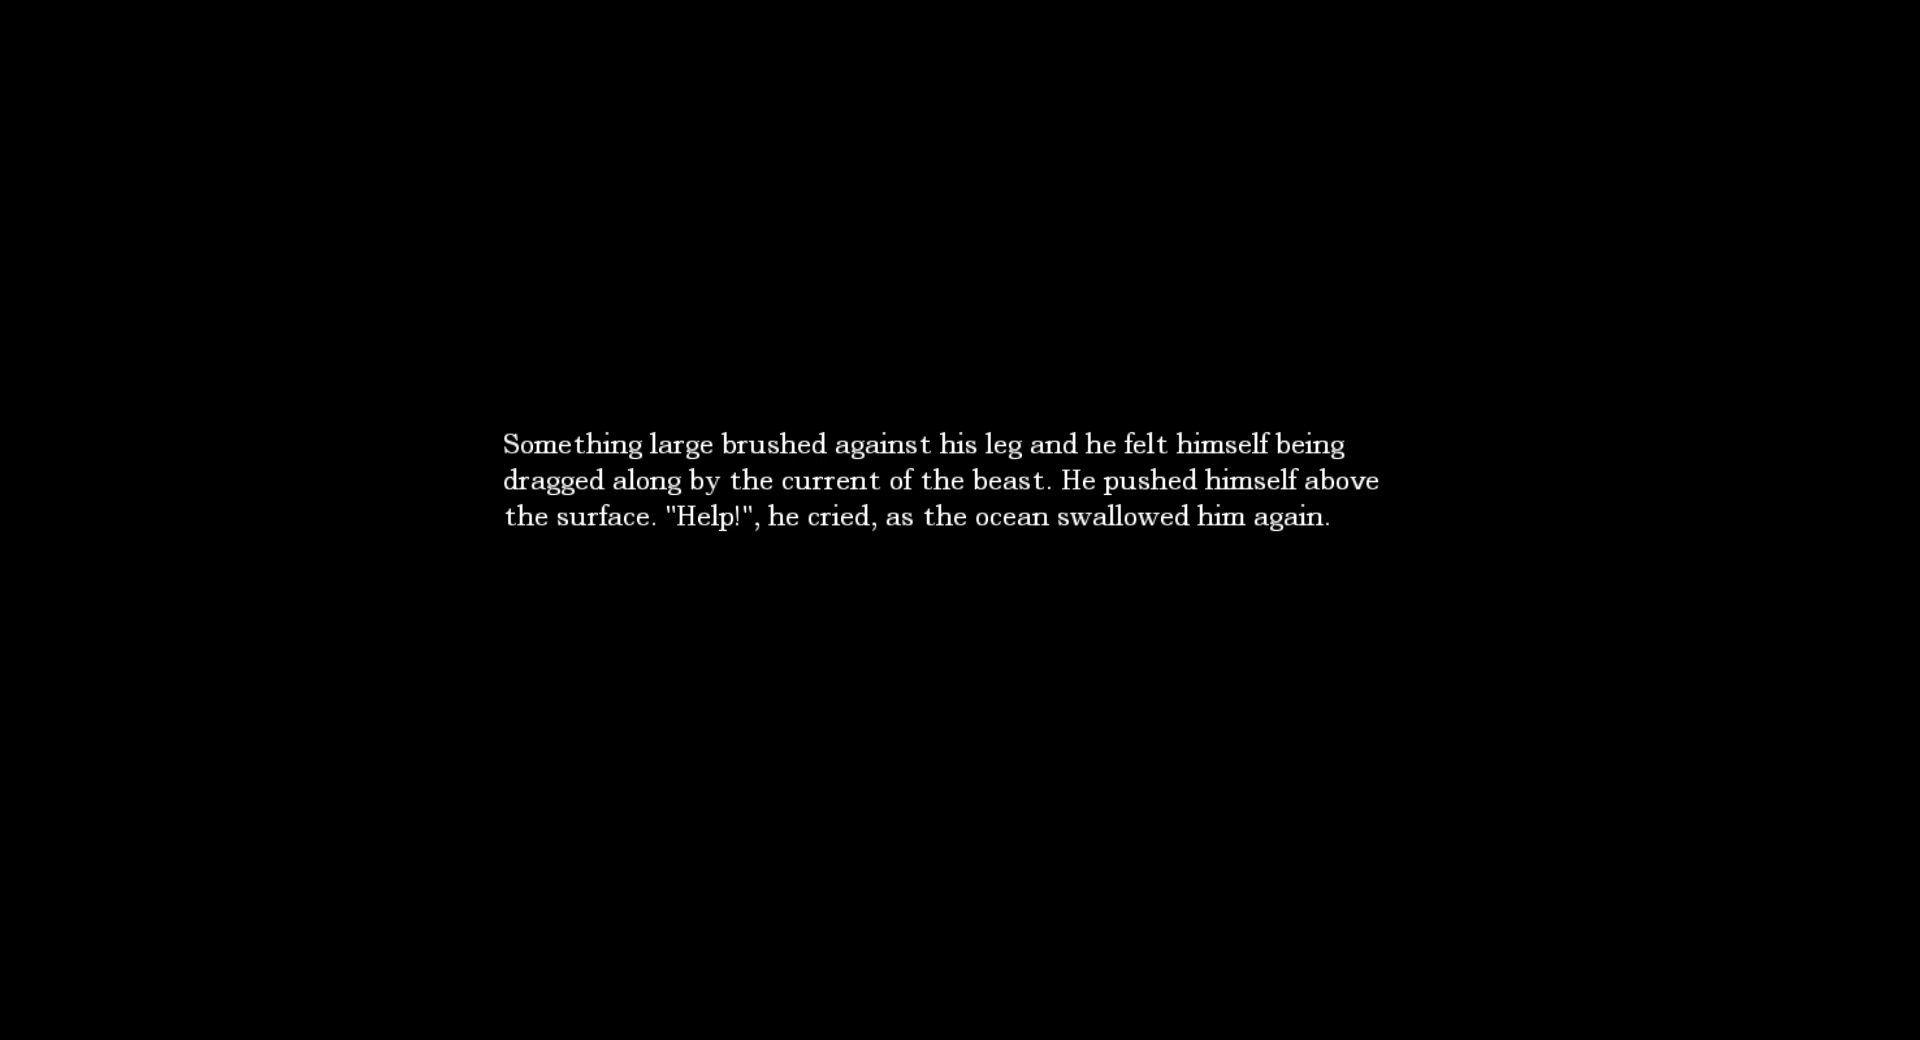 Something large brushed against his leg and he felt himself being
dragged along by the current of the beast. He pushed himself above
the surface. "Help!", he cried, as the ocean swallowed him again.